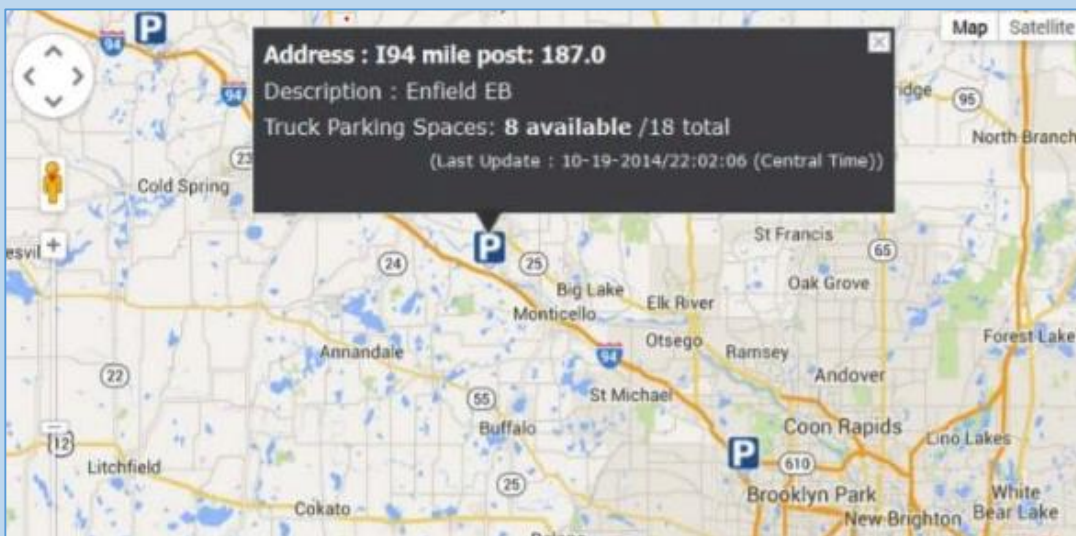 P
94
Map Satellite
Address : I94 mile post: 187.0
Description : Enfield EB
Truck Parking Spaces: 8 available /18 total
(Last Update : 10-19-2014/22:02:06 (Central Time))
94
95
North Branch
23
Cold Spring
St Francis
P
65
24
25
Oak Grove
Big Lake
Elk River
Monticello
Forest Lake
Otsego
Annandale
94
Ramsey
22
Andover
St Michael
55
Buffalo
Coon Rapids
12
Lino Lakes
P
610
Litchfield
25
Brooklyn Park
White
Bear Lake
Cokato
New Brighton